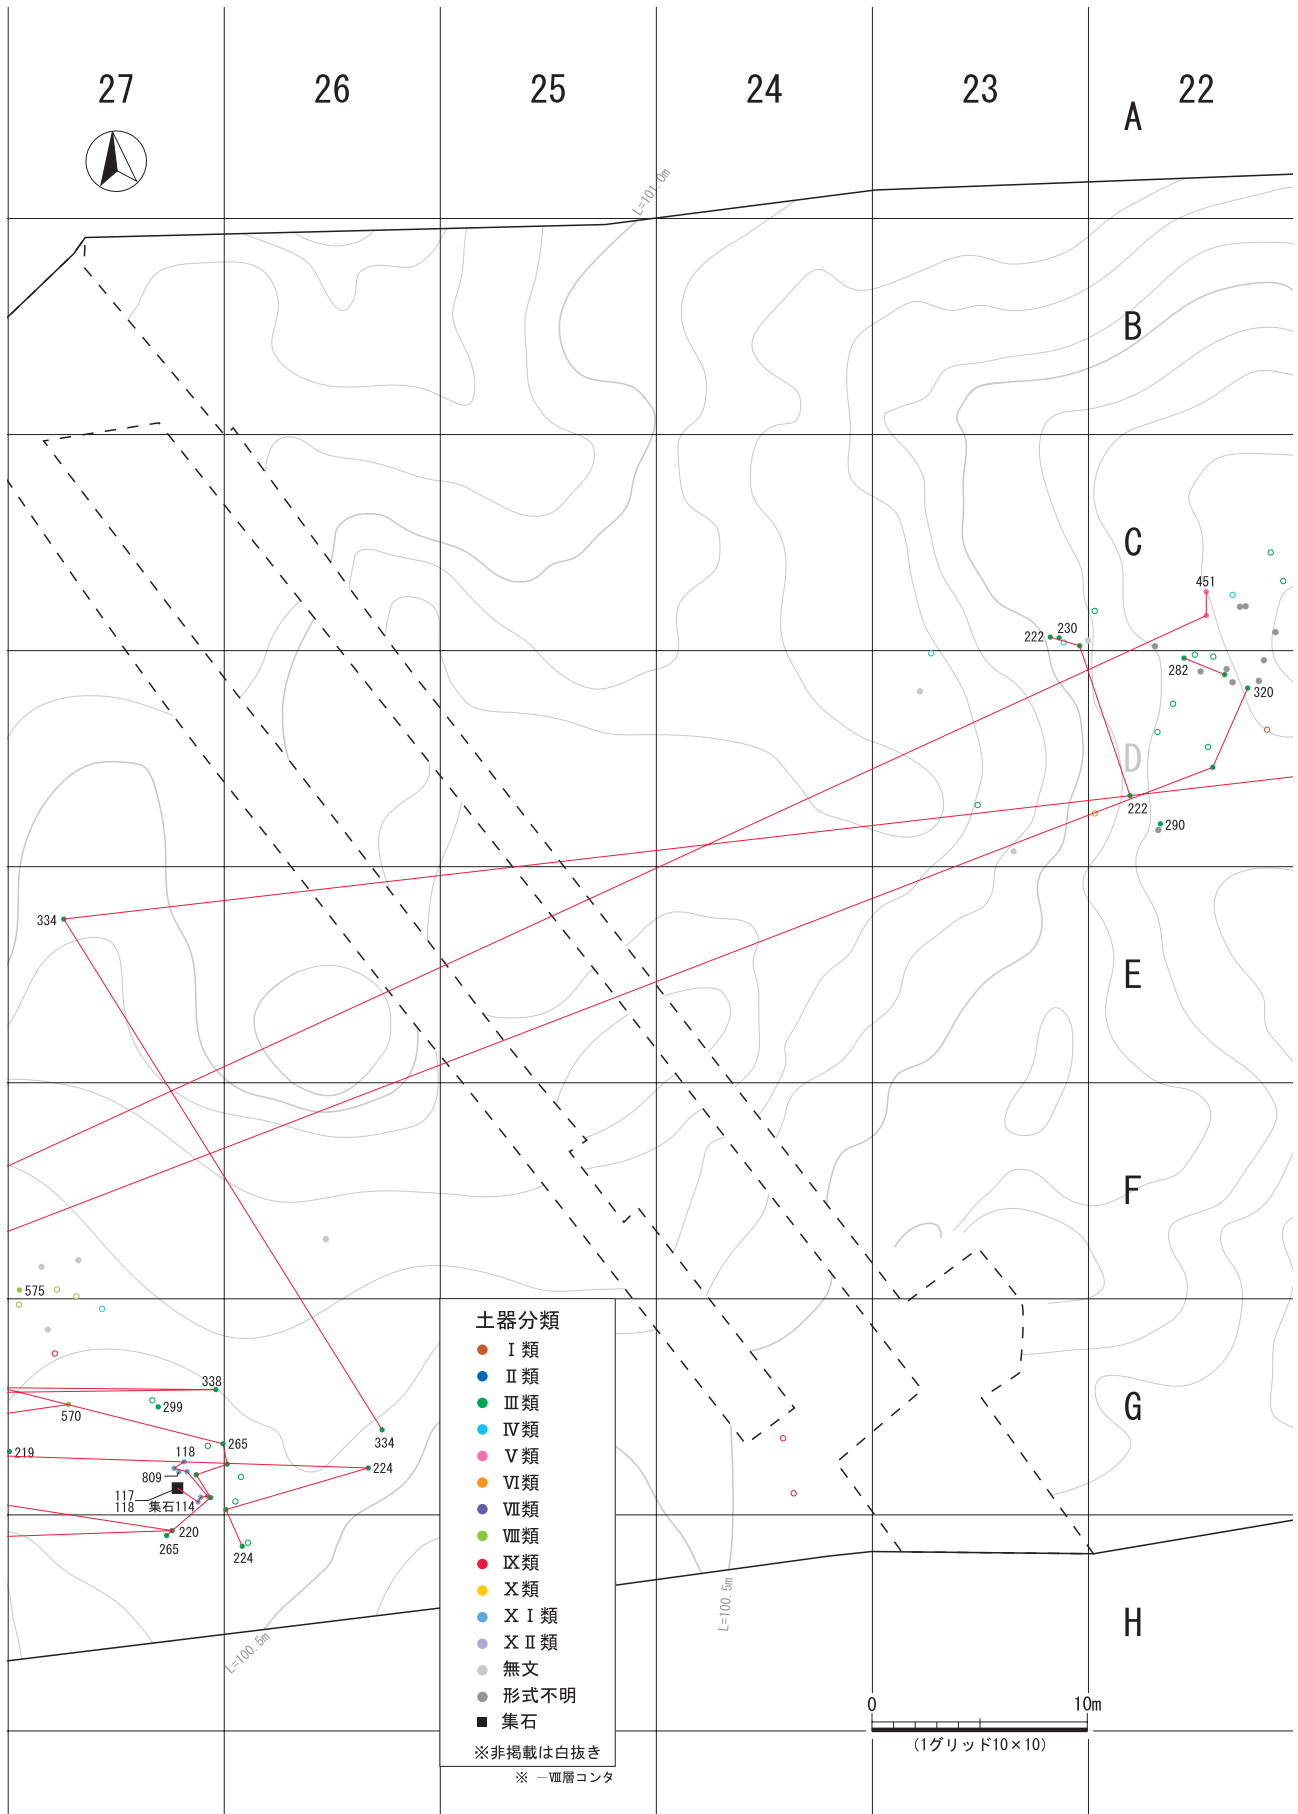 27 26 25 24 23 22
A
L=101.0m
B
C
451
222 230
282
320
D
222
290
334
E
F
575
土器分類
Ⅰ類
Ⅱ類
Ⅲ類
Ⅳ類
Ⅴ類
Ⅵ類
Ⅶ類
Ⅷ類
Ⅸ類
Ⅹ類
ⅩⅠ類
ⅩⅡ類
無文
形式不明
集石
※非掲載は白抜き
※ ―Ⅷ層コンタ
338
299
570
G
334
219
265
118
224
809
117
118
集石114
220
265
224
L=100.5m
L=100.5m
H
0 10m
(1グリッド10×10)